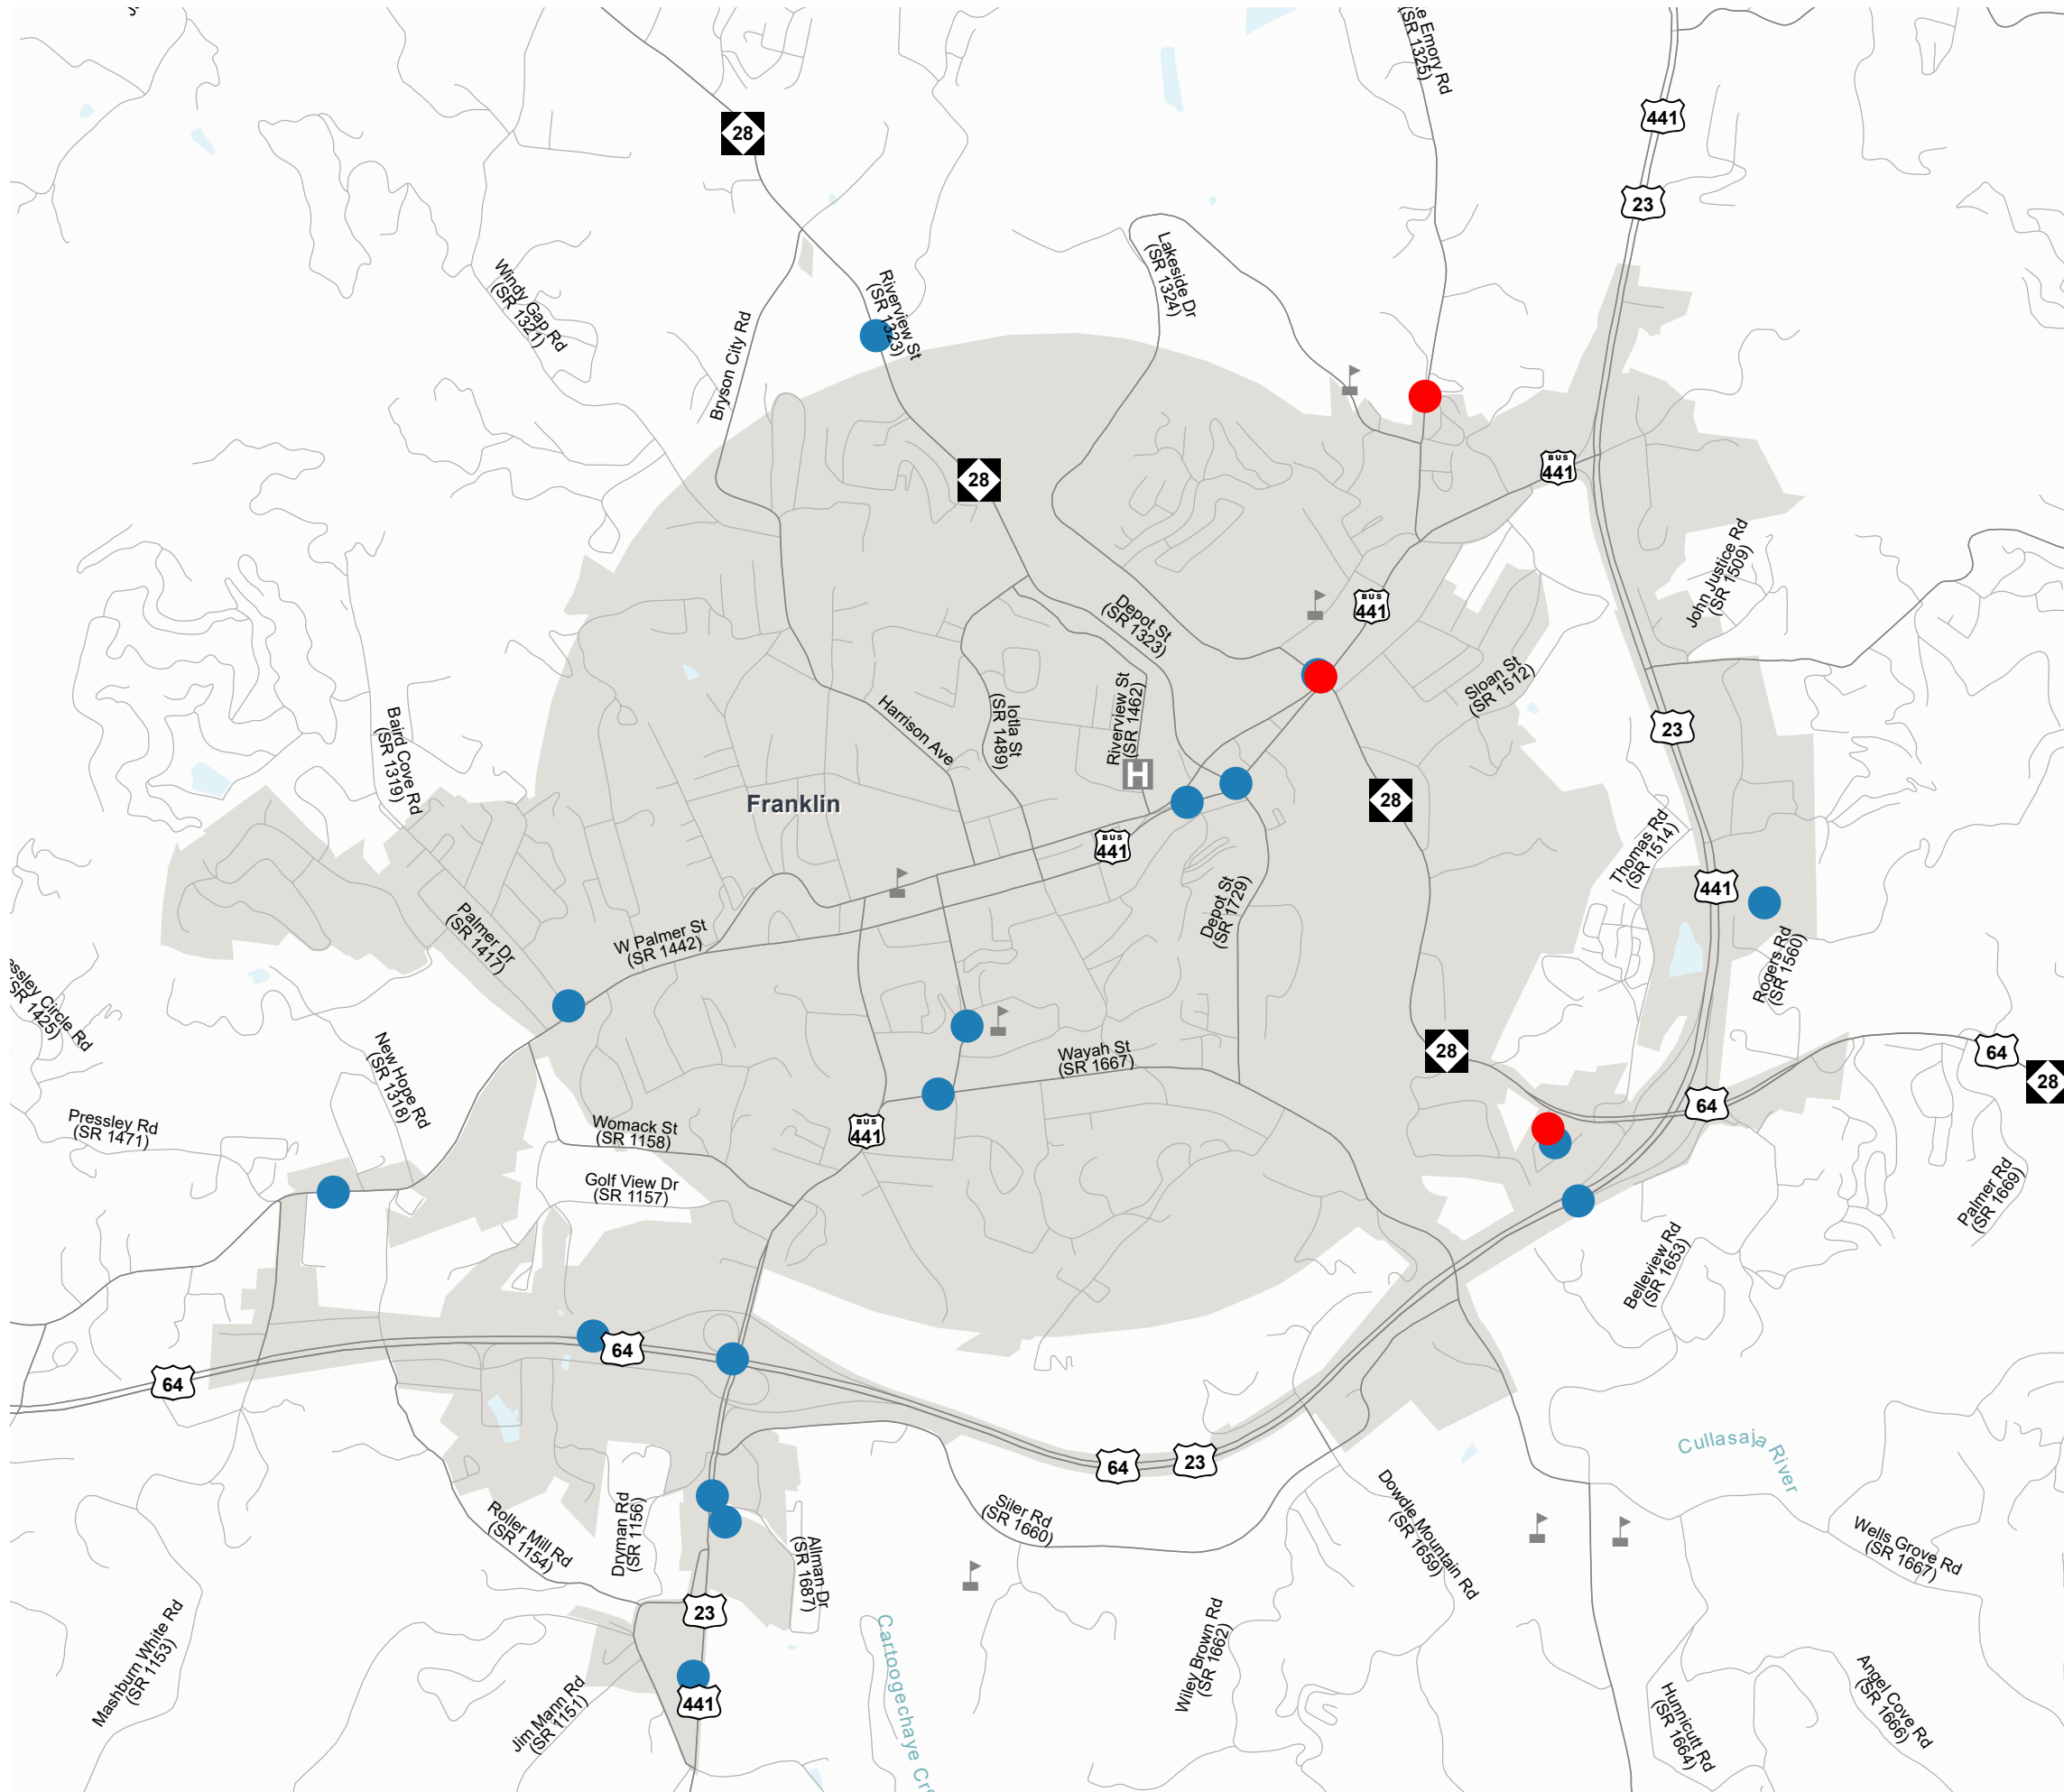 (SR 1325)
441
28
23
Lakeside Dr
(SR 1324)
Windy Gap Rd
(SR 1321)
Riverview St
(SR 1323)
Bryson City Rd
BUS
441
28
John Justice Rd
(SR 1509)
Depot St
(SR 1323)
BUS
441
Sloan St
(SR 1512)
Riverview St
(SR 1462)
Iotla St
(SR 1489)
Harrison Ave
Baird Cove Rd
(SR 1319)
23
H
28
Franklin
BUS
441
Thomas Rd
(SR 1514)
441
Depot St
(SR 1729)
Palmer Dr
(SR 1417)
W Palmer St
(SR 1442)
Rogers Rd
(SR 1560)
New Hope Rd
(SR 1318)
Wayah St
(SR 1667)
28
64
28
64
Pressley Rd
(SR 1471)
Womack St
(SR 1158)
BUS
441
Golf View Dr
(SR 1157)
Palmer Rd
(SR 1669)
Belleview Rd
(SR 1653)
64
64
Cullasaja River
64
23
Siler Rd
(SR 1660)
Dowdle Mountain Rd
(SR 1659)
Roller Mill Rd
(SR 1154)
Dryman Rd
(SR 1156)
Allman Dr
(SR 1687)
Wells Grove Rd
(SR 1667)
23
Mashburn White Rd
(SR 1153)
Wiley Brown Rd
(SR 1662)
Jim Mann Rd
(SR 1151)
441
Cartoogechaye
Hunnicutt Rd
(SR 1664)
Angel Cove Rd
(SR 1666)